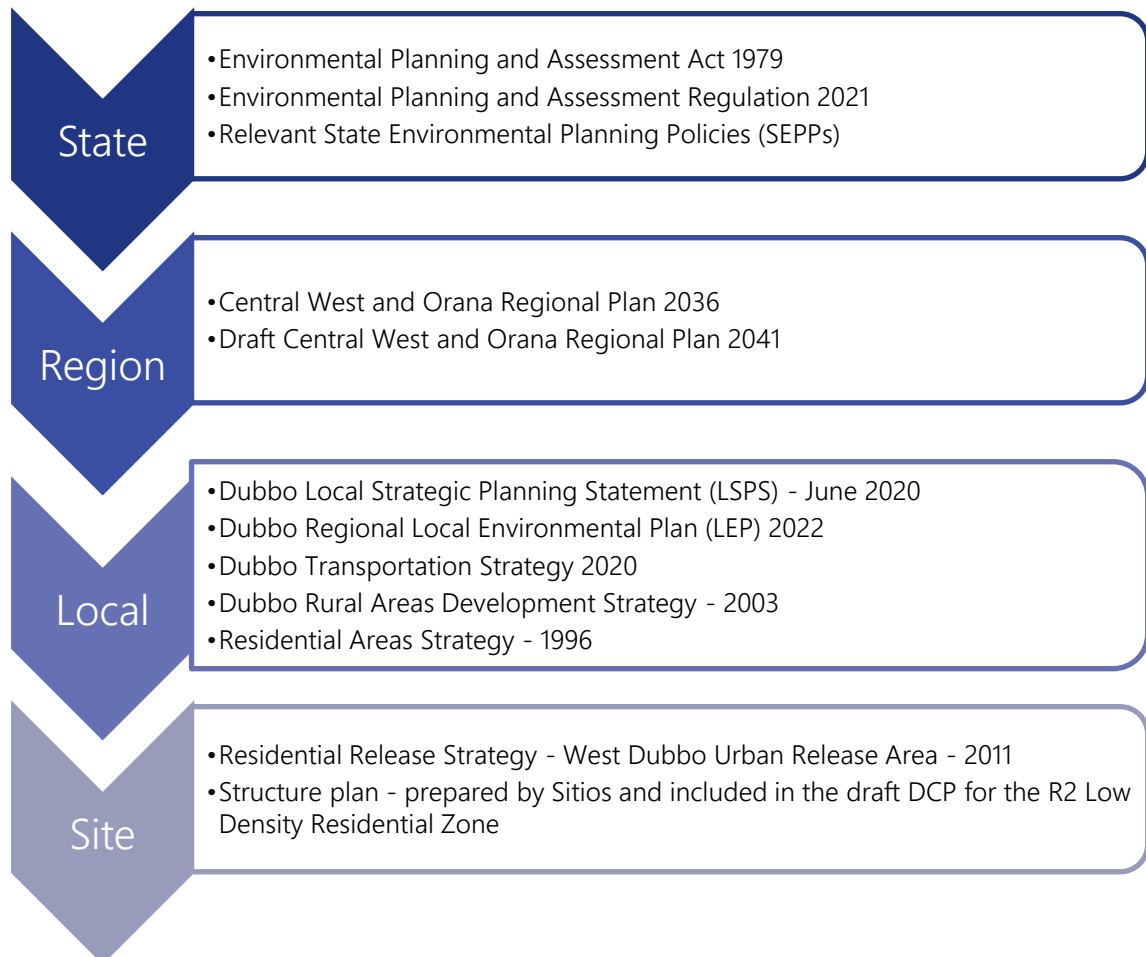 State
•Environmental Planning and Assessment Act 1979
•Environmental Planning and Assessment Regulation 2021
•Relevant State Environmental Planning Policies (SEPPs)
Region
•Central West and Orana Regional Plan 2036
•Draft Central West and Orana Regional Plan 2041
Local
•Dubbo Local Strategic Planning Statement (LSPS) - June 2020
•Dubbo Regional Local Environmental Plan (LEP) 2022
•Dubbo Transportation Strategy 2020
•Dubbo Rural Areas Development Strategy - 2003
•Residential Areas Strategy - 1996
Site
•Residential Release Strategy - West Dubbo Urban Release Area - 2011
•Structure plan - prepared by Sitios and included in the draft DCP for the R2 Low
Density Residential Zone